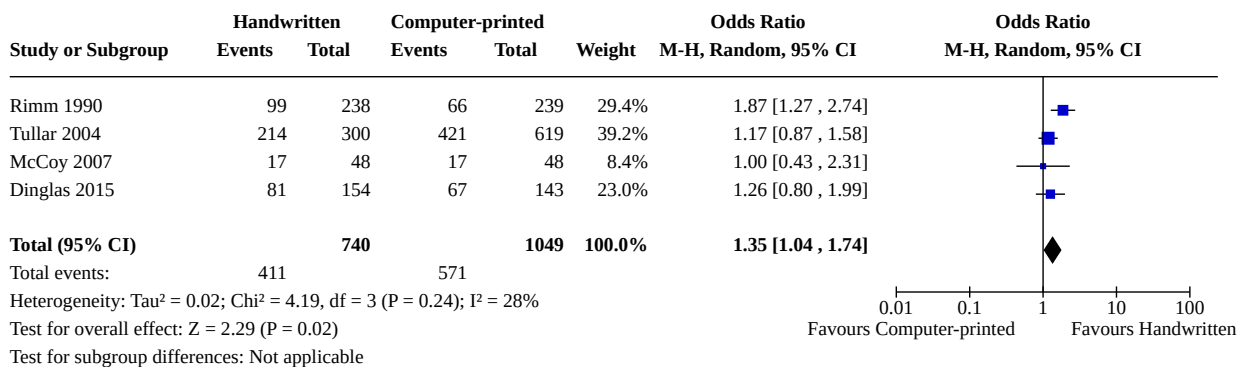 Handwritten Computer-printed Odds Ratio Odds Ratio
Study or Subgroup Events Total Events Total Weight M-H, Random, 95% CI M-H, Random, 95% CI
Rimm 1990 99 238 66 239 29.4% 1.87 [1.27 , 2.74]
Tullar 2004 214 300 421 619 39.2% 1.17 [0.87 , 1.58]
McCoy 2007 17 48 17 48 8.4% 1.00 [0.43 , 2.31]
Dinglas 2015 81 154 67 143 23.0% 1.26 [0.80 , 1.99]
Total (95% CI) 740 1049 100.0% 1.35 [1.04 , 1.74]
Total events: 411 571
Heterogeneity: Tau² = 0.02; Chi² = 4.19, df = 3 (P = 0.24); I² = 28%
0.01 0.1 1 10 100
Test for overall effect: Z = 2.29 (P = 0.02) Favours Computer-printed Favours Handwritten
Test for subgroup differences: Not applicable